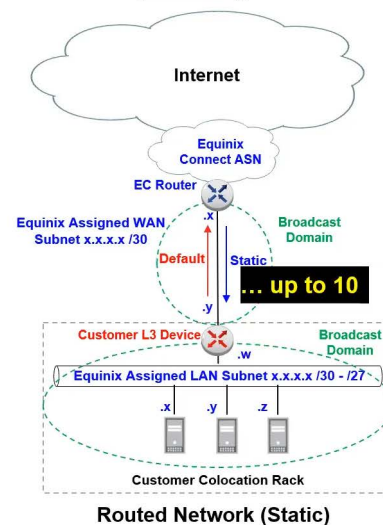 Internet
Equinix
Connect ASN
EC Router
.x
Equinix Assigned WAN
Subnet x.x.x.x /30
Broadcast
Domain
Default
Static
... up to 10
.y
Customer L3 Device
Broadcast
Domain
.w
Equinix Assigned LAN Subnet x.x.x.x /30 - /27
.x
.y
.z
Customer Colocation Rack
Routed Network (Static)